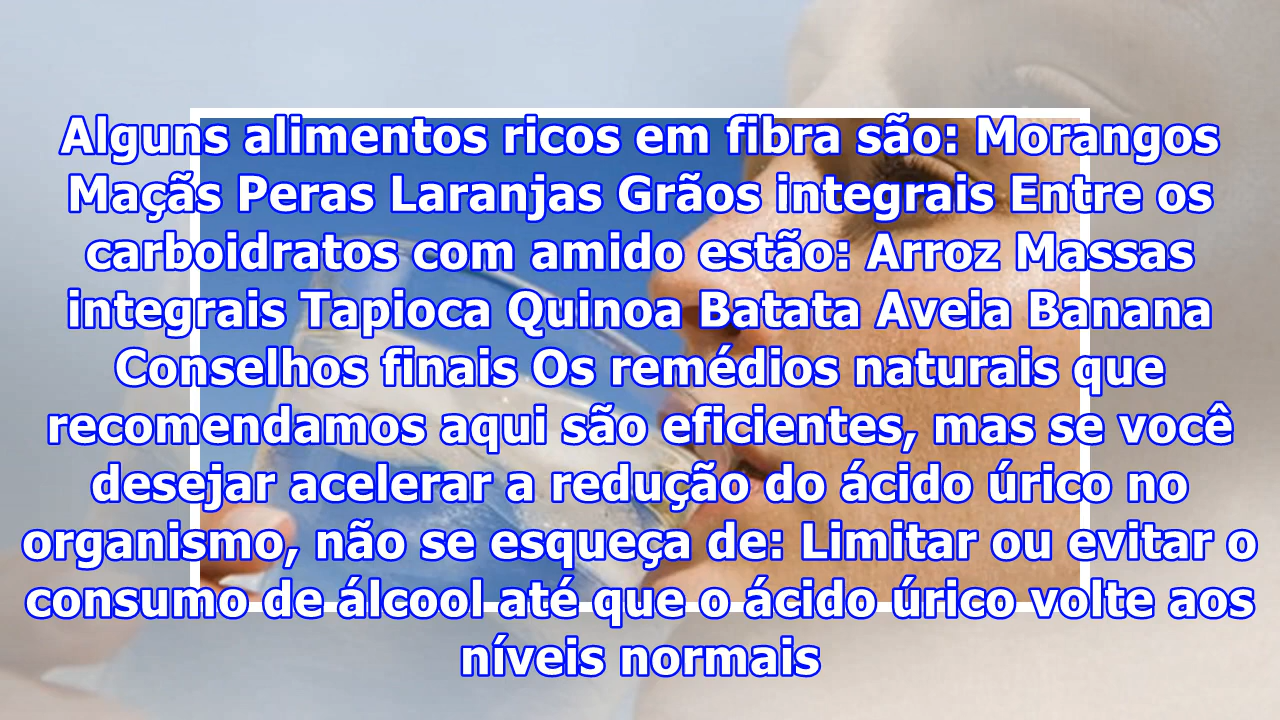 Alguns alimentos ricos em fibra são: Morangos
Maçãs Peras Laranjas Grãos integrais Entre os
carboidratos com amido estão: Arroz Massas
integrais Tapioca Quinoa Batata Aveia Banana
Conselhos finais Os remédios naturais que
recomendamos aqui são eficientes, mas se você
desejar acelerar a redução do ácido úrico no
organismo, não se esqueça de: Limitar ou evitar o
consumo de álcool até que o ácido úrico volte aos
níveis normais